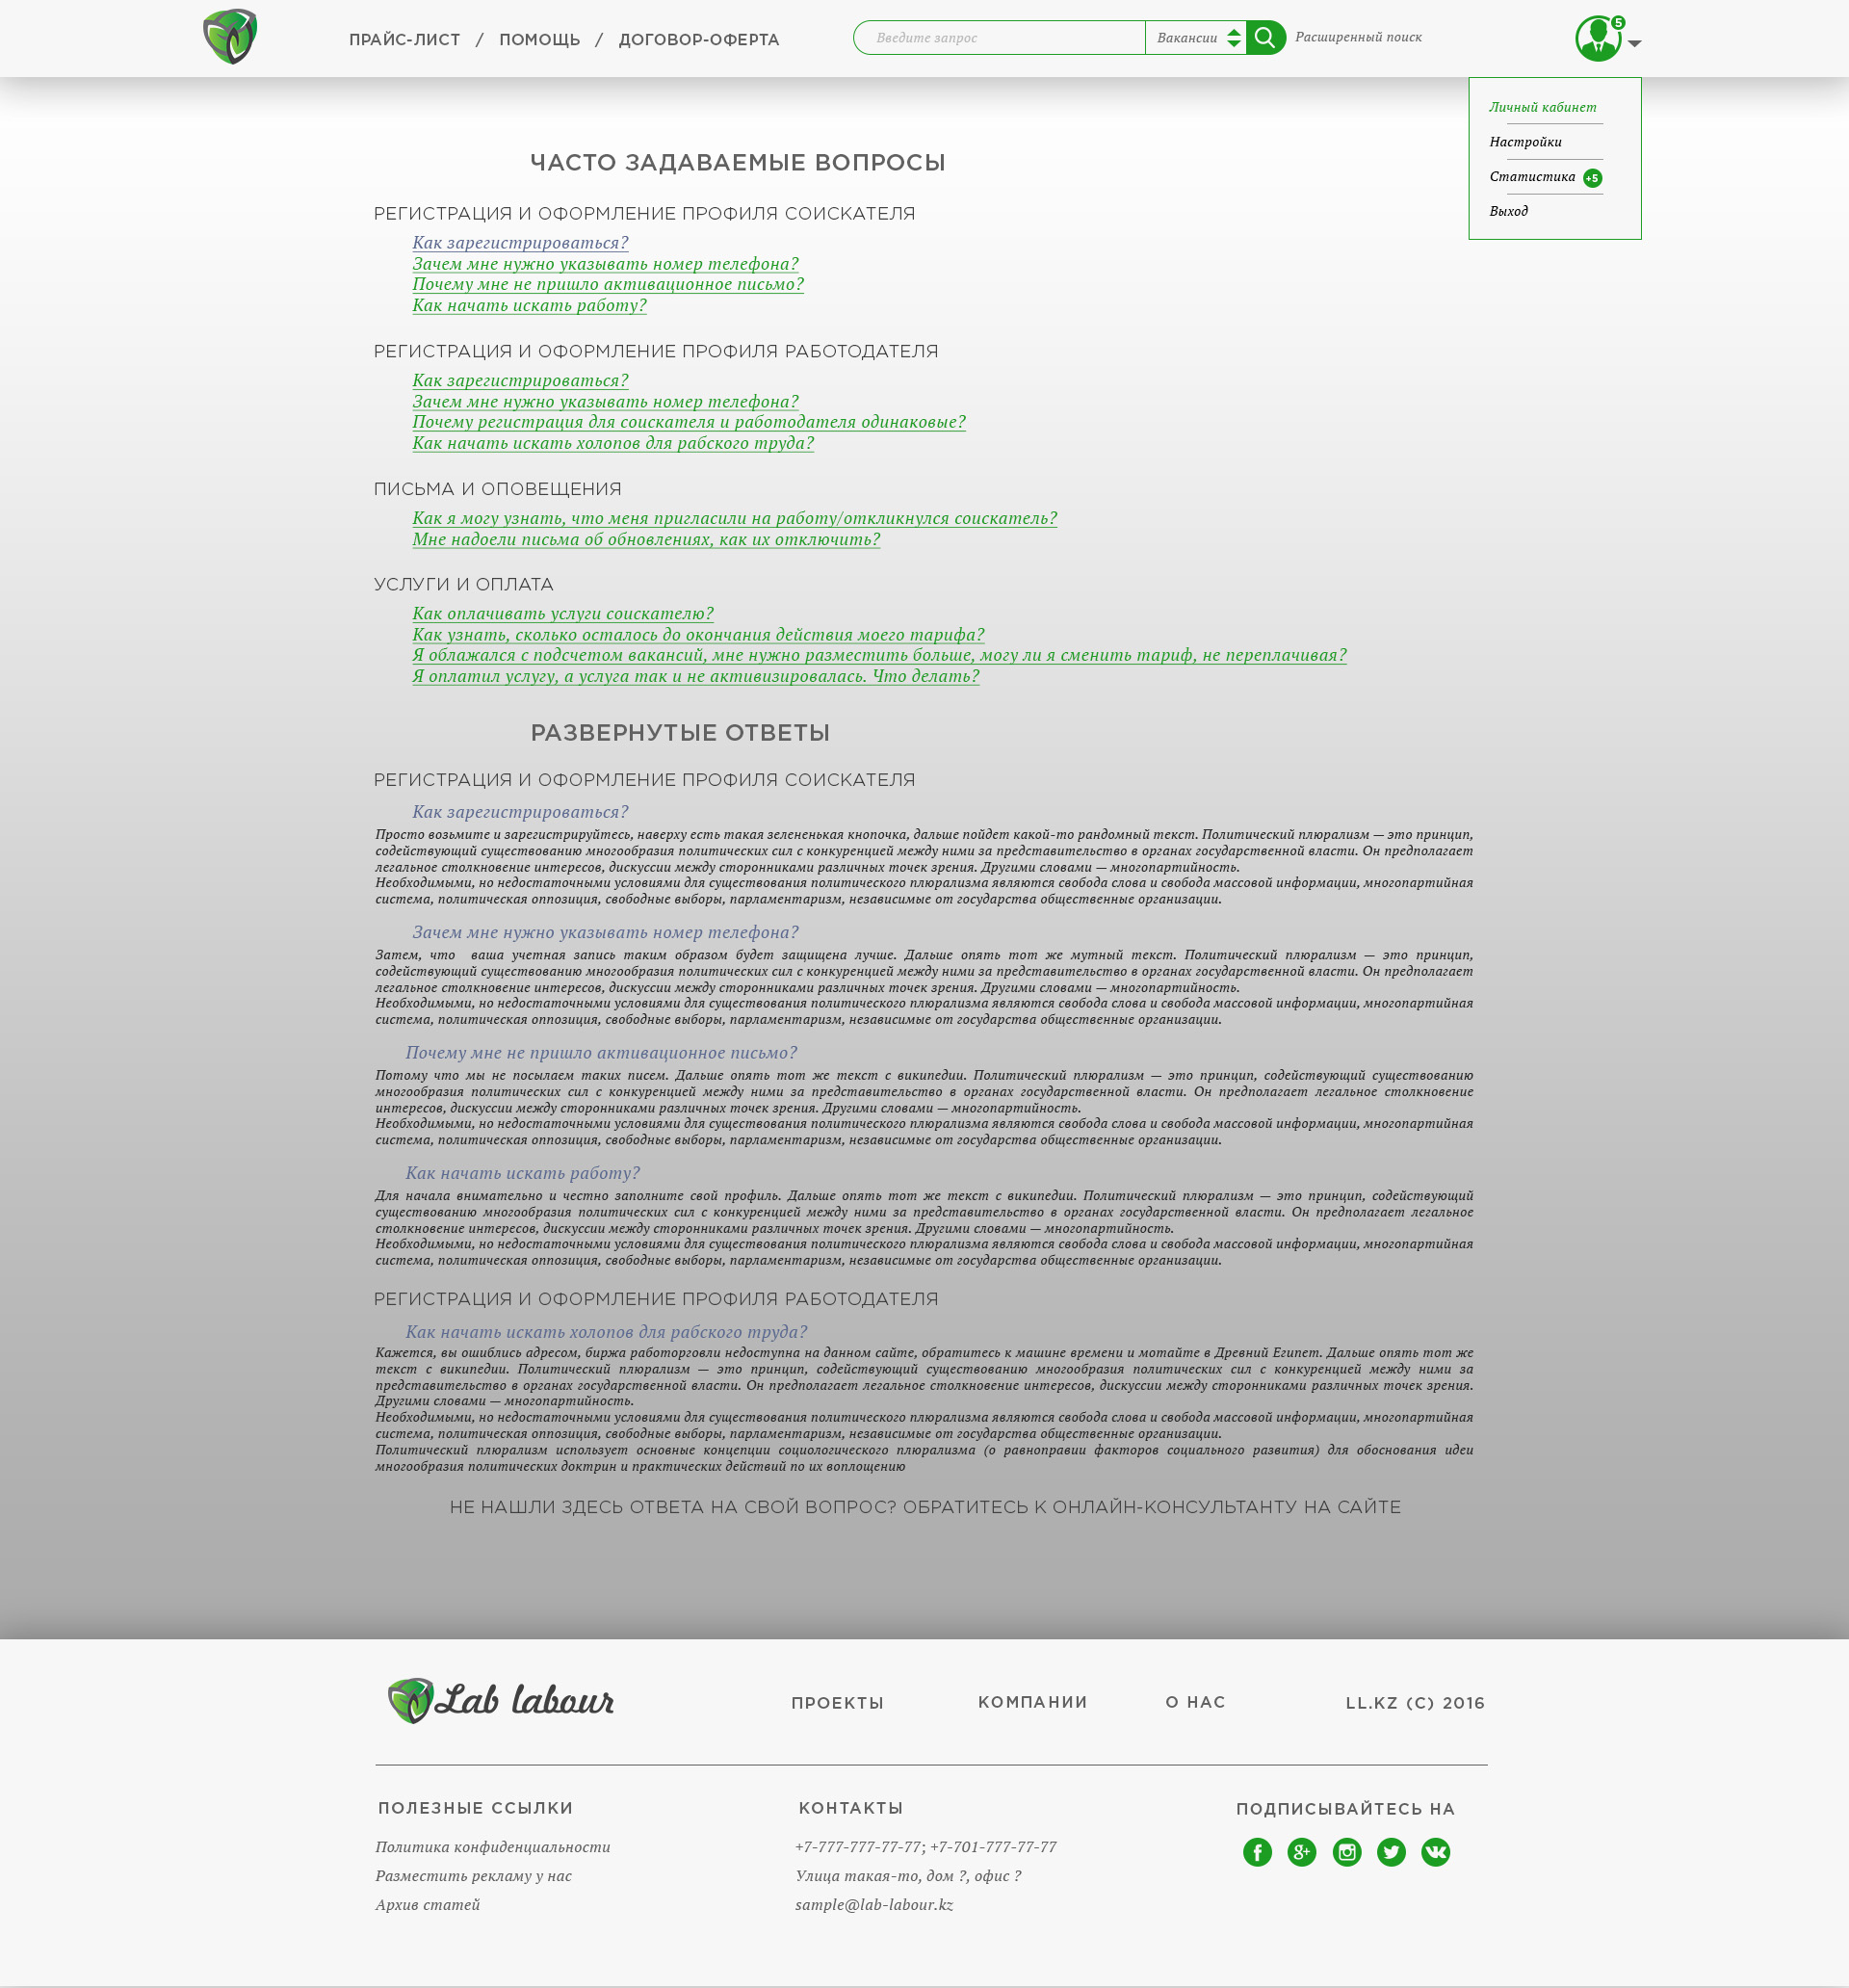 ПРАЙС-ЛИСТ / ПОМОЩЬ / ДОГОВОР-ОФЕРТА
Введите запрос
Вакансии
Расширенный поиск
5
Личный кабинет
Настройки
Статистика +5
Выход
ЧАСТО ЗАДАВАЕМЫЕ ВОПРОСЫ
РЕГИСТРАЦИЯ И ОФОРМЛЕНИЕ ПРОФИЛЯ СОИСКАТЕЛЯ
Как зарегистрироваться?
Зачем мне нужно указывать номер телефона?
Почему мне не пришло активационное письмо?
Как начать искать работу?
РЕГИСТРАЦИЯ И ОФОРМЛЕНИЕ ПРОФИЛЯ РАБОТОДАТЕЛЯ
Как зарегистрироваться?
Зачем мне нужно указывать номер телефона?
Почему регистрация для соискателя и работодателя одинаковые?
Как начать искать холопов для рабского труда?
ПИСЬМА И ОПОВЕЩЕНИЯ
Как я могу узнать, что меня пригласили на работу/откликнулся соискатель?
Мне надоели письма об обновлениях, как их отключить?
УСЛУГИ И ОПЛАТА
Как оплачивать услуги соискателю?
Как узнать, сколько осталось до окончания действия моего тарифа?
Я облажался с подсчетом вакансий, мне нужно разместить больше, могу ли я сменить тариф, не переплачивая?
Я оплатил услугу, а услуга так и не активизировалась. Что делать?
РАЗВЕРНУТЫЕ ОТВЕТЫ
РЕГИСТРАЦИЯ И ОФОРМЛЕНИЕ ПРОФИЛЯ СОИСКАТЕЛЯ
Как зарегистрироваться?
Просто возьмите и зарегистрируйтесь, наверху есть такая зелененькая кнопочка, дальше пойдет какой-то рандомный текст. Политический плюрализм — это принцип,
содействующий существованию многообразия политических сил с конкуренцией между ними за представительство в органах государственной власти. Он предполагает
легальное столкновение интересов, дискуссии между сторонниками различных точек зрения. Другими словами — многопартийность.
Необходимыми, но недостаточными условиями для существования политического плюрализма являются свобода слова и свобода массовой информации, многопартийная
система, политическая оппозиция, свободные выборы, парламентаризм, независимые от государства общественные организации.
Зачем мне нужно указывать номер телефона?
Затем, что ваша учетная запись таким образом будет защищена лучше. Дальше опять тот же мутный текст. Политический плюрализм — это принцип,
содействующий существованию многообразия политических сил с конкуренцией между ними за представительство в органах государственной власти. Он предполагает
легальное столкновение интересов, дискуссии между сторонниками различных точек зрения. Другими словами — многопартийность.
Необходимыми, но недостаточными условиями для существования политического плюрализма являются свобода слова и свобода массовой информации, многопартийная
система, политическая оппозиция, свободные выборы, парламентаризм, независимые от государства общественные организации.
Почему мне не пришло активационное письмо?
Потому что мы не посылаем таких писем. Дальше опять тот же текст с википедии. Политический плюрализм — это принцип, содействующий существованию
многообразия политических сил с конкуренцией между ними за представительство в органах государственной власти. Он предполагает легальное столкновение
интересов, дискуссии между сторонниками различных точек зрения. Другими словами — многопартийность.
Необходимыми, но недостаточными условиями для существования политического плюрализма являются свобода слова и свобода массовой информации, многопартийная
система, политическая оппозиция, свободные выборы, парламентаризм, независимые от государства общественные организации.
Как начать искать работу?
Для начала внимательно и честно заполните свой профиль. Дальше опять тот же текст с википедии. Политический плюрализм — это принцип, содействующий
существованию многообразия политических сил с конкуренцией между ними за представительство в органах государственной власти. Он предполагает легальное
столкновение интересов, дискуссии между сторонниками различных точек зрения. Другими словами — многопартийность.
Необходимыми, но недостаточными условиями для существования политического плюрализма являются свобода слова и свобода массовой информации, многопартийная
система, политическая оппозиция, свободные выборы, парламентаризм, независимые от государства общественные организации.
РЕГИСТРАЦИЯ И ОФОРМЛЕНИЕ ПРОФИЛЯ РАБОТОДАТЕЛЯ
Как начать искать холопов для рабского труда?
Кажется, вы ошиблись адресом, биржа работорговли недоступна на данном сайте, обратитесь к машине времени и мотайте в Древний Египет. Дальше опять тот же
текст с википедии. Политический плюрализм — это принцип, содействующий существованию многообразия политических сил с конкуренцией между ними за
представительство в органах государственной власти. Он предполагает легальное столкновение интересов, дискуссии между сторонниками различных точек зрения.
Другими словами — многопартийность.
Необходимыми, но недостаточными условиями для существования политического плюрализма являются свобода слова и свобода массовой информации, многопартийная
система, политическая оппозиция, свободные выборы, парламентаризм, независимые от государства общественные организации.
Политический плюрализм использует основные концепции социологического плюрализма (о равноправии факторов социального развития) для обоснования идеи
многообразия политических доктрин и практических действий по их воплощению
НЕ НАШЛИ ЗДЕСЬ ОТВЕТА НА СВОЙ ВОПРОС? ОБРАТИТЕСЬ К ОНЛАЙН-КОНСУЛЬТАНТУ НА САЙТЕ
Lab labour
ПРОЕКТЫ
КОМПАНИИ
О НАС
LL.KZ (C) 2016
ПОЛЕЗНЫЕ ССЫЛКИ
Политика конфиденциальности
Разместить рекламу у нас
Архив статей
КОНТАКТЫ
+7-777-777-77-77; +7-701-777-77-77
Улица такая-то, дом ?, офис ?
sample@lab-labour.kz
ПОДПИСЫВАЙТЕСЬ НА